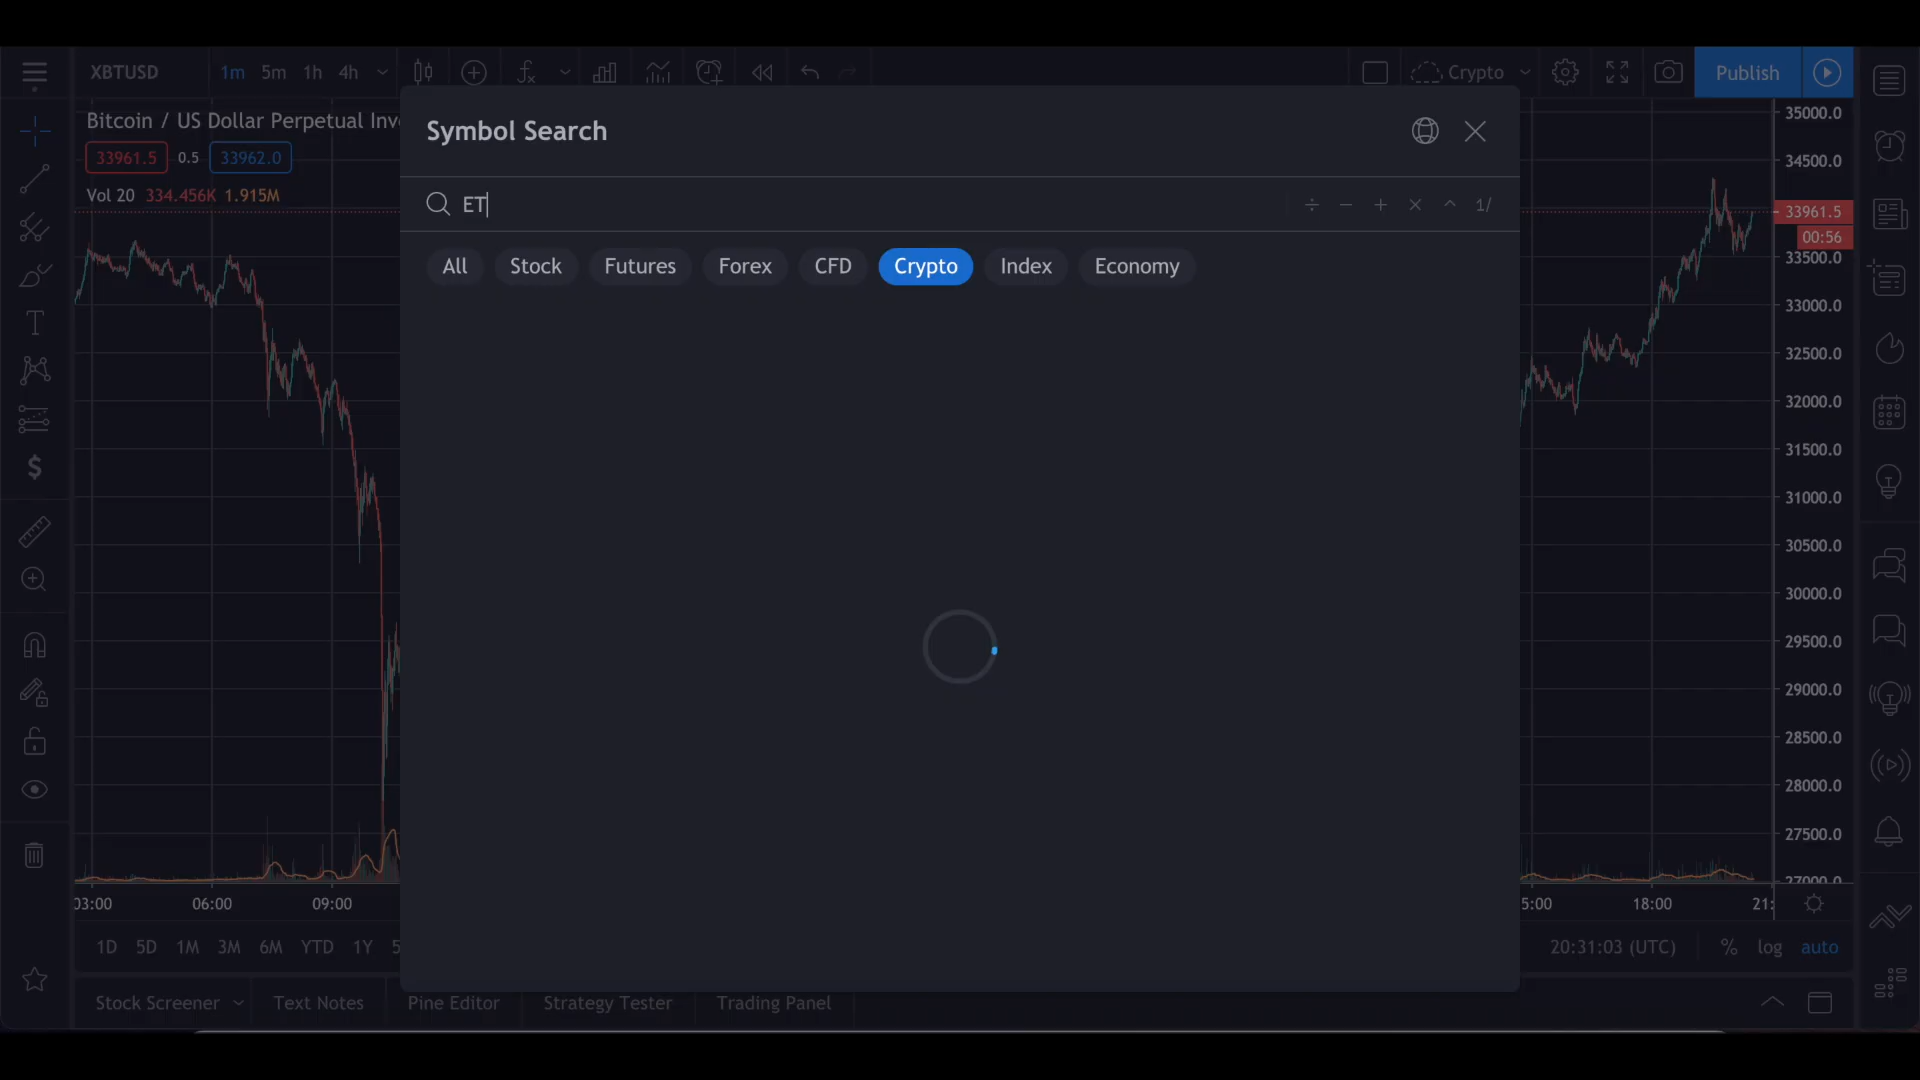 XBTUSD 1m 5m 1h 4h Crypto Publish
Bitcoin / US Dollar Perpetual Inv
33961.5 0.5 33962.0
Vol 20 334.456K 1.915M
Symbol Search
ET ÷ − + × ^ 1/
All Stock Futures Forex CFD Crypto Index Economy
35000.0
34500.0
33961.5
00:56
33500.0
33000.0
32500.0
32000.0
31500.0
31000.0
30500.0
30000.0
29500.0
29000.0
28500.0
28000.0
27500.0
27000.0
03:00 06:00 09:00 5:00 18:00 21:
1D 5D 1M 3M 6M YTD 1Y 5 20:31:03 (UTC) % log auto
Stock Screener Text Notes Pine Editor Strategy Tester Trading Panel